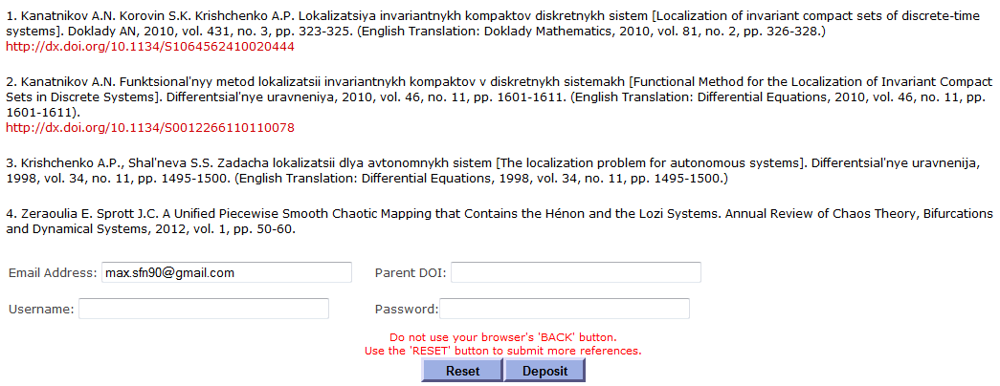 1. Kanatnikov A.N. Korovin S.K. Krishchenko A.P. Lokalizatsiya invariantnykh kompaktov diskretnykh sistem [Localization of invariant compact sets of discrete-time
systems]. Doklady AN, 2010, vol. 431, no. 3, pp. 323-325. (English Translation: Doklady Mathematics, 2010, vol. 81, no. 2, pp. 326-328.)
http://dx.doi.org/10.1134/S1064562410020444
2. Kanatnikov A.N. Funktsional'nyy metod lokalizatsii invariantnykh kompaktov v diskretnykh sistemakh [Functional Method for the Localization of Invariant Compact
Sets in Discrete Systems]. Differentsial'nye uravneniya, 2010, vol. 46, no. 11, pp. 1601-1611. (English Translation: Differential Equations, 2010, vol. 46, no. 11, pp.
1601-1611).
http://dx.doi.org/10.1134/S0012266110110078
3. Krishchenko A.P., Shal'neva S.S. Zadacha lokalizatsii dlya avtonomnykh sistem [The localization problem for autonomous systems]. Differentsial'nye uravnenija,
1998, vol. 34, no. 11, pp. 1495-1500. (English Translation: Differential Equations, 1998, vol. 34, no. 11, pp. 1495-1500.)
4. Zeraoulia E. Sprott J.C. A Unified Piecewise Smooth Chaotic Mapping that Contains the Hénon and the Lozi Systems. Annual Review of Chaos Theory, Bifurcations
and Dynamical Systems, 2012, vol. 1, pp. 50-60.
Email Address: max.sfn90@gmail.com Parent DOI:
Username: Password:
Do not use your browser's 'BACK' button.
Use the 'RESET' button to submit more references.
Reset Deposit